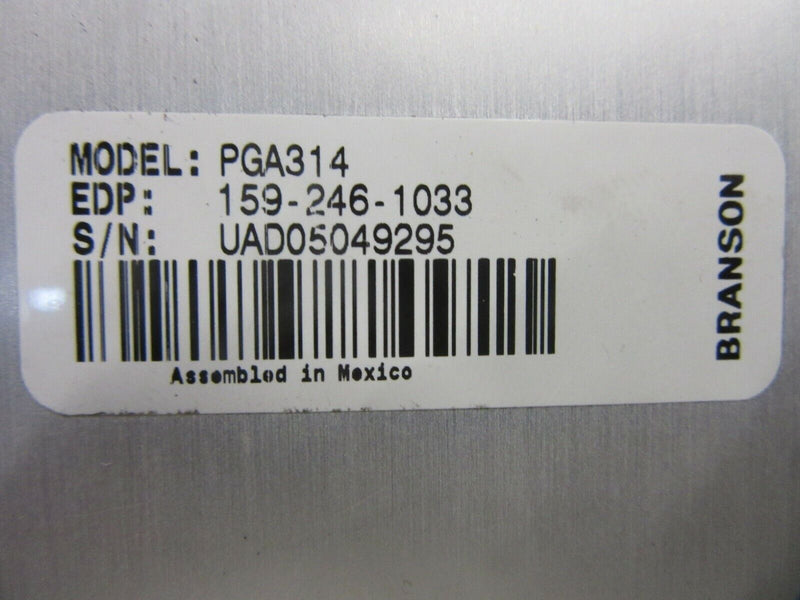 MODEL: PGA314
EDP: 159-246-1033
S/N: UAD05049295
Assembled in Mexico
BRANSON